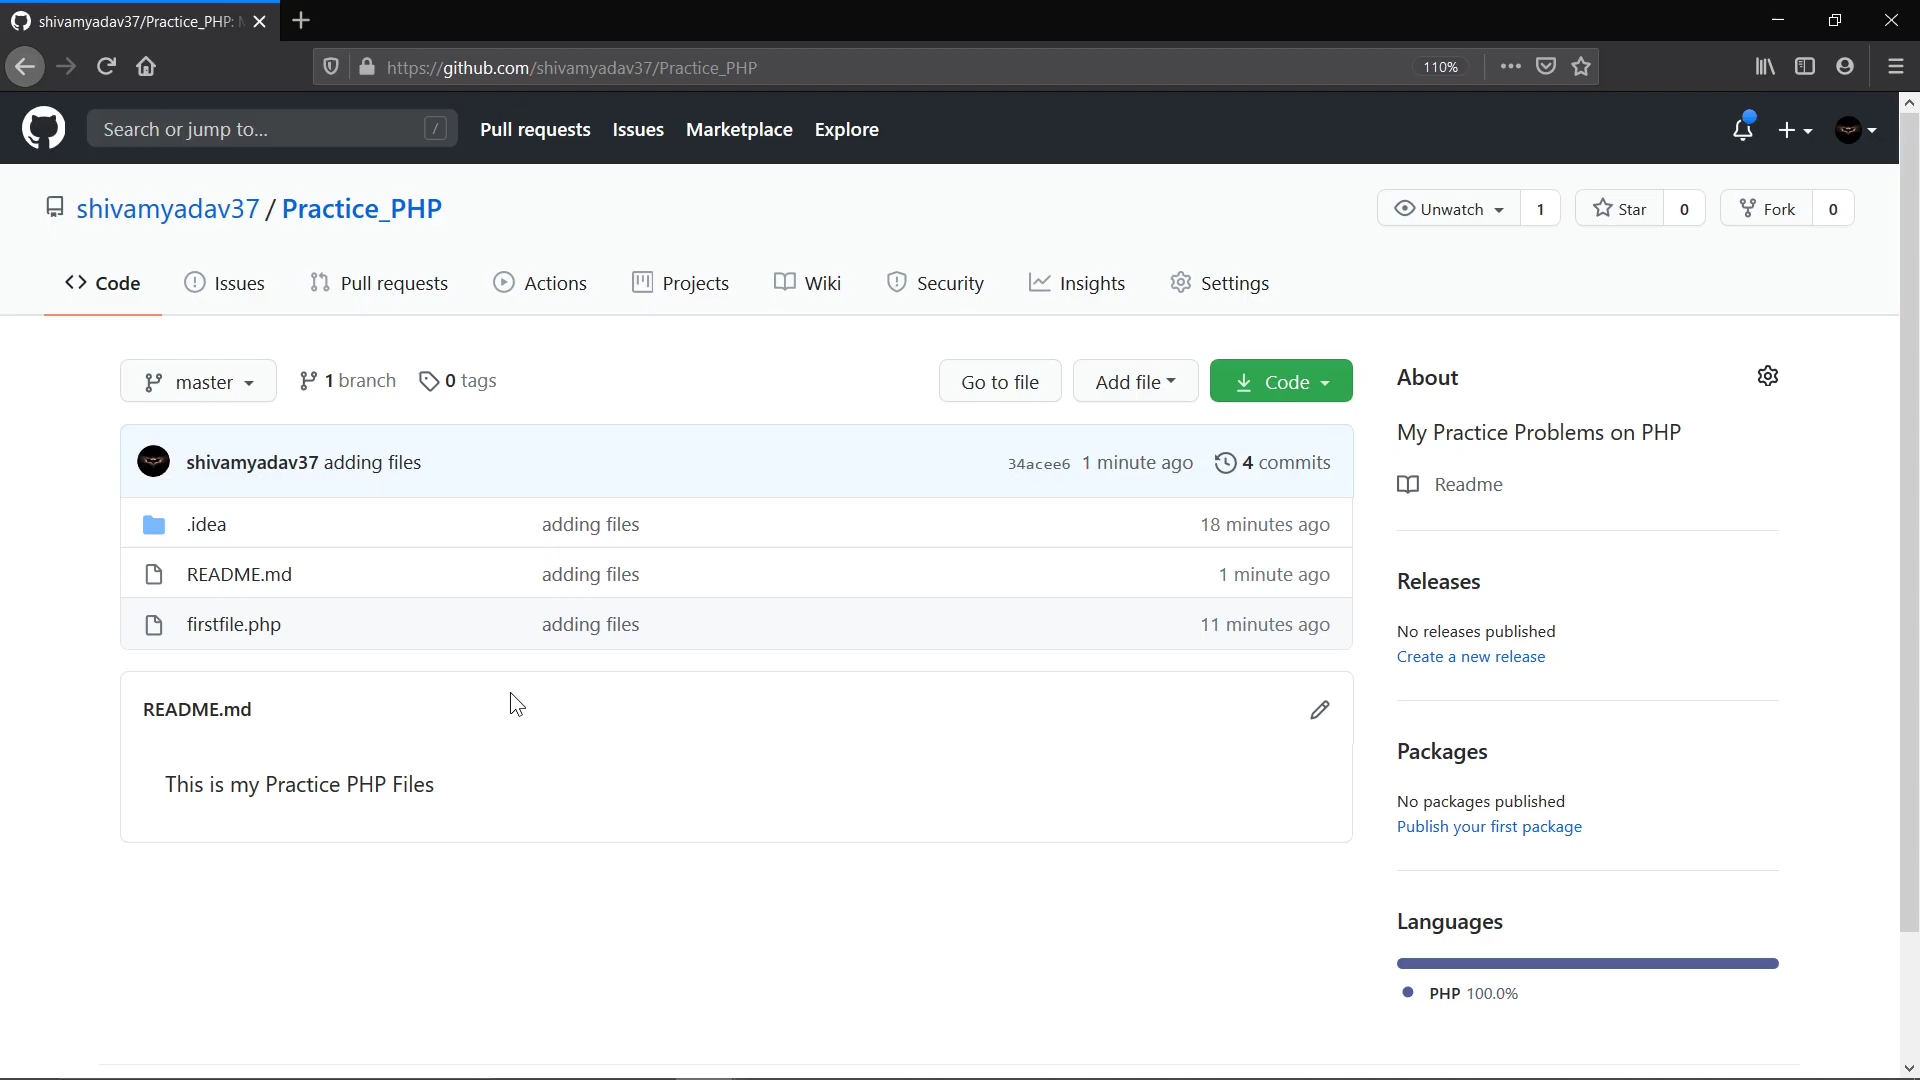 shivamyadav37/Practice_PHP:
https://github.com/shivamyadav37/Practice_PHP 110%
Search or jump to... / Pull requests Issues Marketplace Explore
shivamyadav37 / Practice_PHP Unwatch 1 Star 0 Fork 0
Code Issues Pull requests Actions Projects Wiki Security Insights Settings
master 1 branch 0 tags Go to file Add file Code
shivamyadav37 adding files 34acee6 1 minute ago 4 commits
.idea adding files 18 minutes ago
README.md adding files 1 minute ago
firstfile.php adding files 11 minutes ago
README.md
This is my Practice PHP Files
About
My Practice Problems on PHP
Readme
Releases
No releases published
Create a new release
Packages
No packages published
Publish your first package
Languages
PHP 100.0%